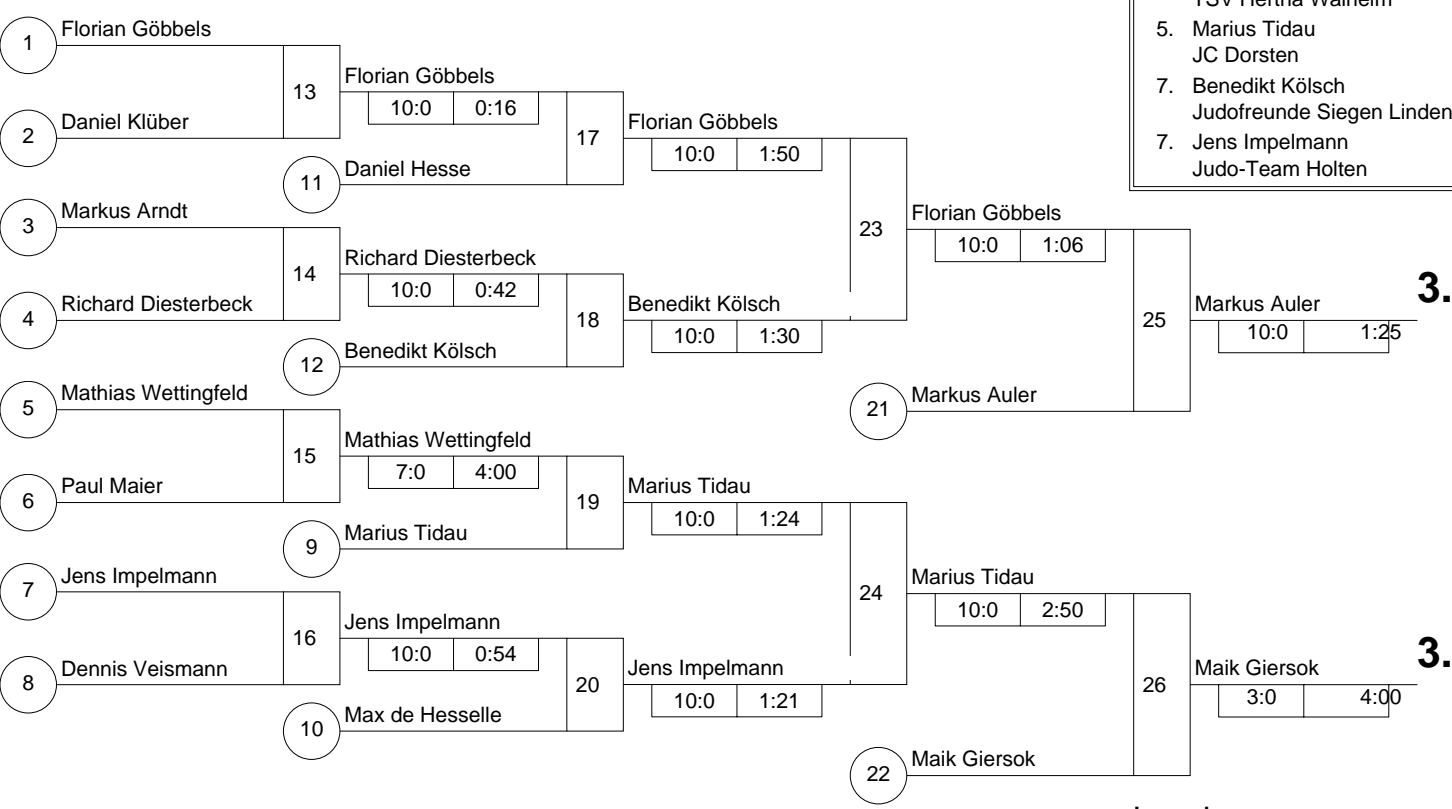 TSV Hertha Walheim
5. Marius Tidau
JC Dorsten
7. Benedikt Kölsch
Judofreunde Siegen Linden
7. Jens Impelmann
Judo-Team Holten
1 Florian Göbbels
2 Daniel Klüber
3 Markus Arndt
4 Richard Diesterbeck
5 Mathias Wettingfeld
6 Paul Maier
7 Jens Impelmann
8 Dennis Veismann
13 Florian Göbbels
10:0 0:16
11 Daniel Hesse
14 Richard Diesterbeck
10:0 0:42
12 Benedikt Kölsch
15 Mathias Wettingfeld
7:0 4:00
9 Marius Tidau
16 Jens Impelmann
10:0 0:54
10 Max de Hesselle
17 Florian Göbbels
10:0 1:50
18 Benedikt Kölsch
10:0 1:30
19 Marius Tidau
10:0 1:24
20 Jens Impelmann
10:0 1:21
23 Florian Göbbels
10:0 1:06
21 Markus Auler
24 Marius Tidau
10:0 2:50
22 Maik Giersok
25 Markus Auler 3.
10:0 1:25
26 Maik Giersok 3.
3:0 4:00